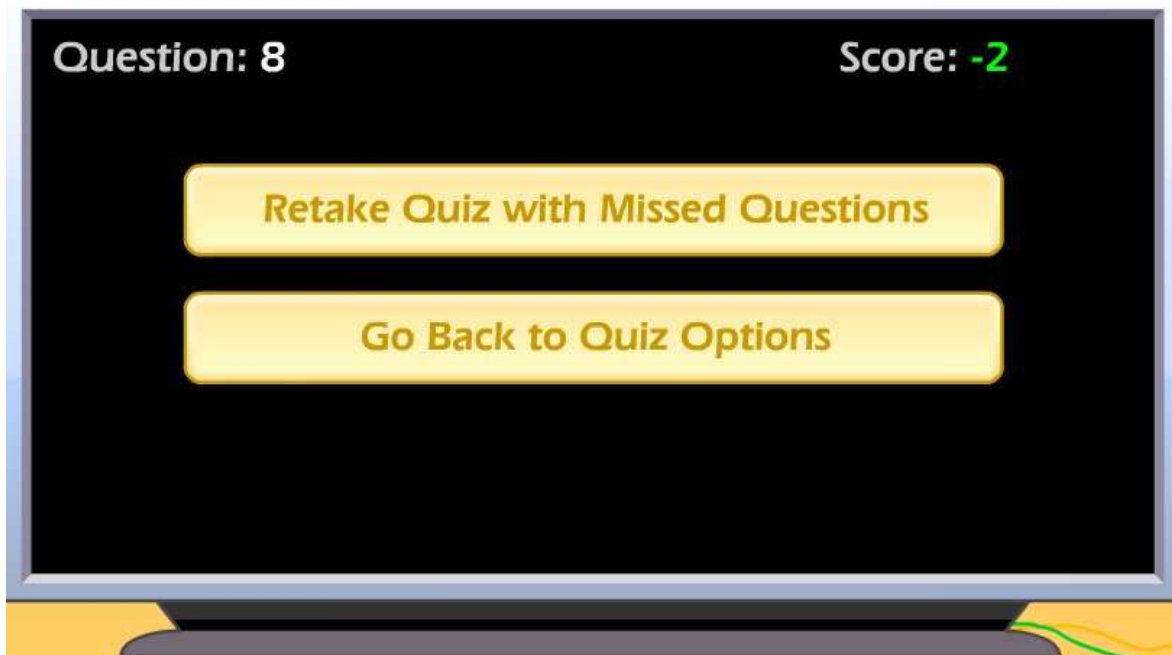 Question: 8 Score: -2
Retake Quiz with Missed Questions
Go Back to Quiz Options